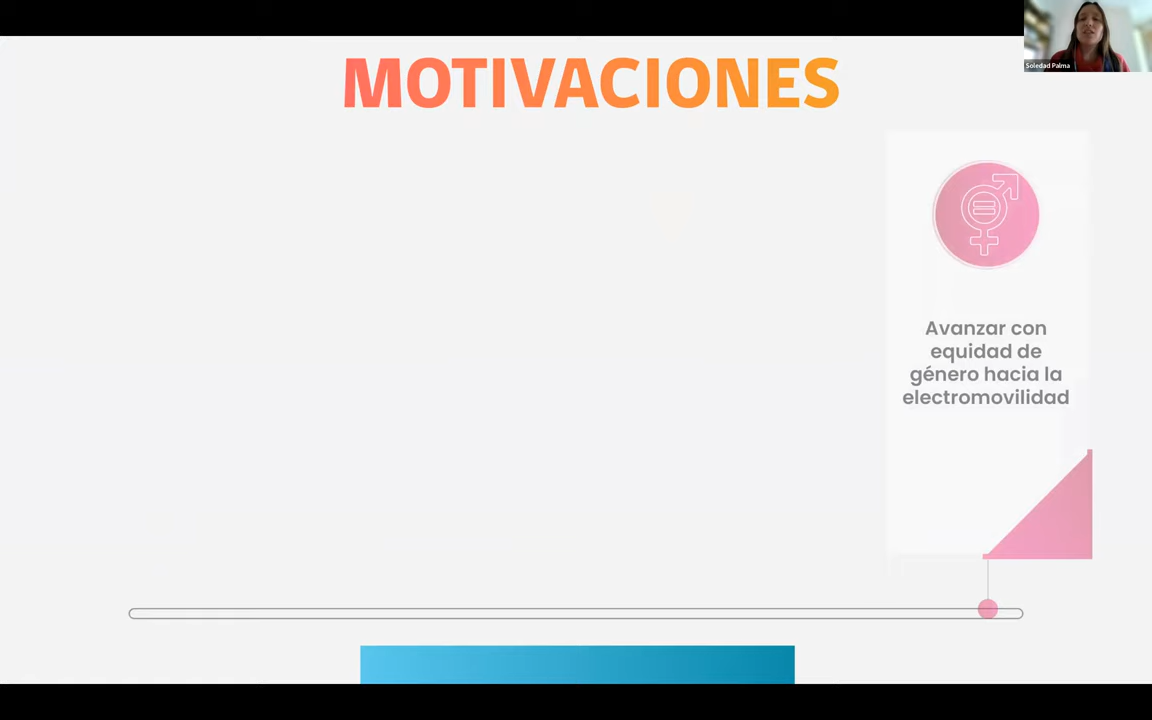 MOTIVACIONES
Soledad Palma
Avanzar con
equidad de
género hacia la
electromovilidad